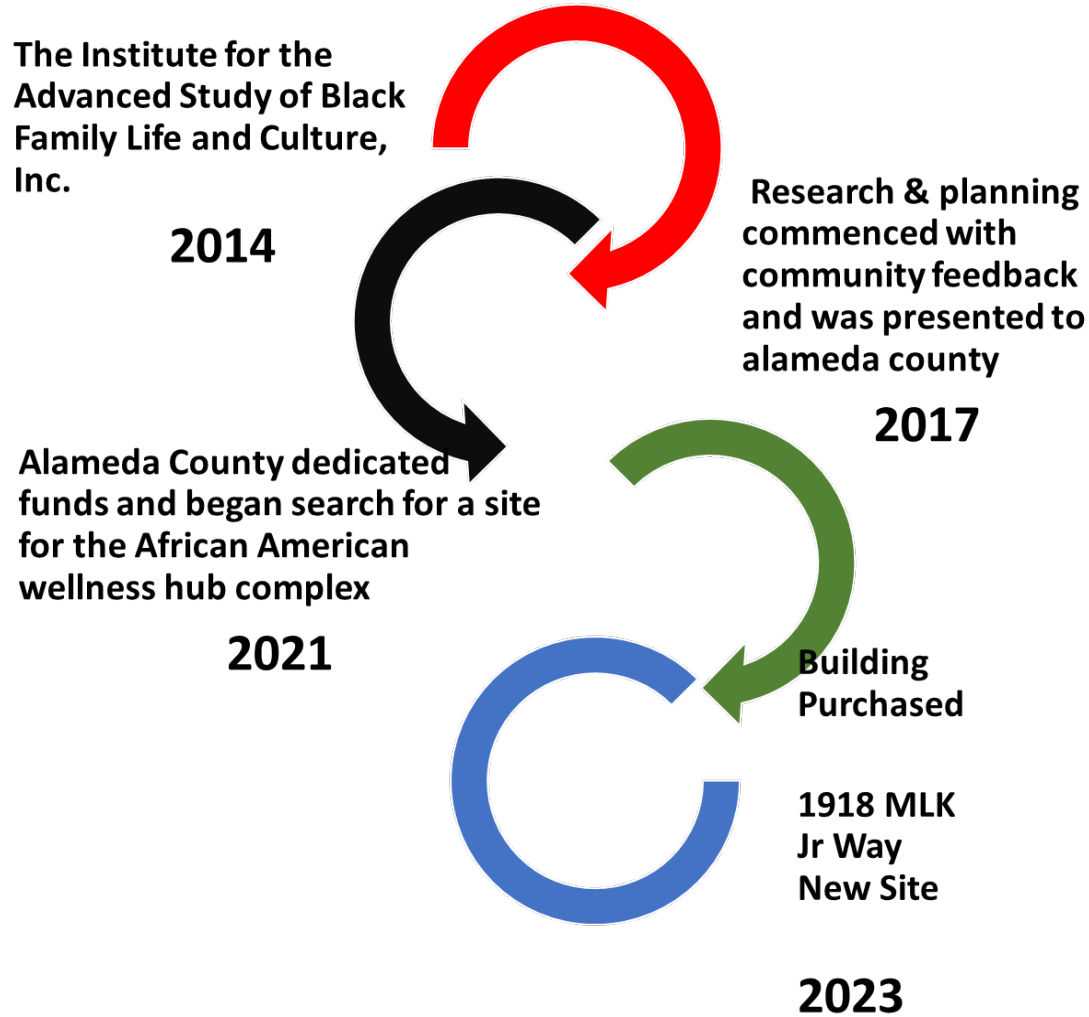 The Institute for the
Advanced Study of Black
Family Life and Culture,
Inc.
2014
Research & planning
commenced with
community feedback
and was presented to
alameda county
2017
Alameda County dedicated
funds and began search for a site
for the African American
wellness hub complex
2021
Building
Purchased
1918 MLK
Jr Way
New Site
2023